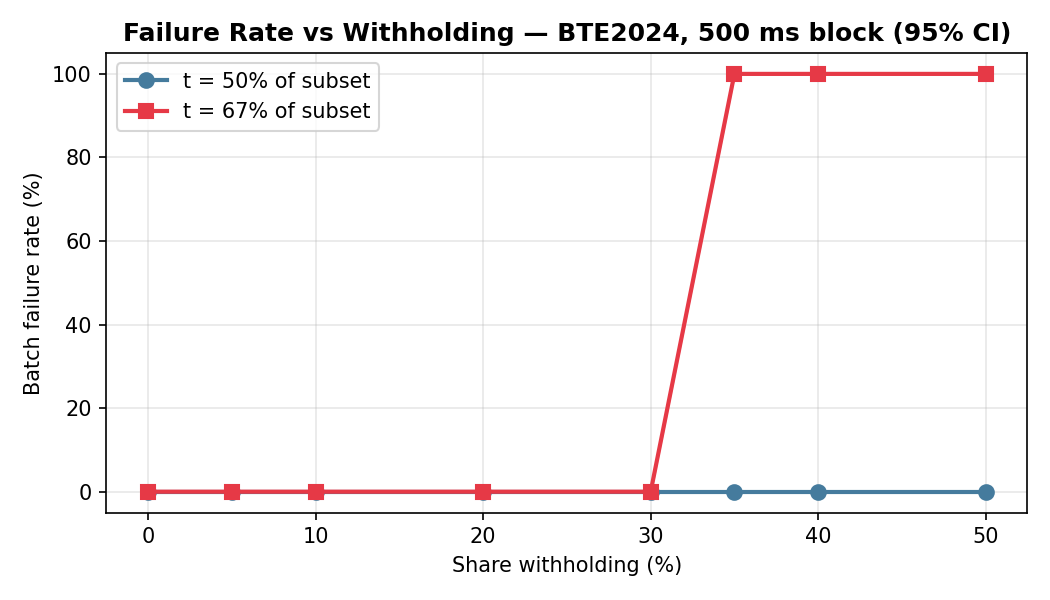 Failure Rate vs Withholding — BTE2024, 500 ms block (95% CI)
t = 50% of subset
t = 67% of subset
Batch failure rate (%)
100
80
60
40
20
0
0 10 20 30 40 50
Share withholding (%)